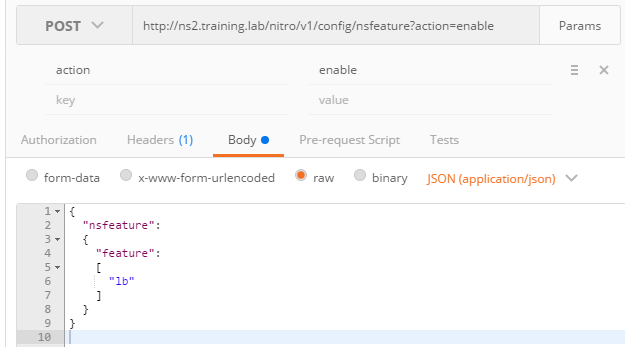 POST http://ns2.training.lab/nitro/v1/config/nsfeature?action=enable Params
action enable
key value
Authorization Headers (1) Body Pre-request Script Tests
form-data x-www-form-urlencoded raw binary JSON (application/json)
1 {
2 "nsfeature":
3 {
4 "feature":
5 [
6 "lb"
7 ]
8 }
9 }
10